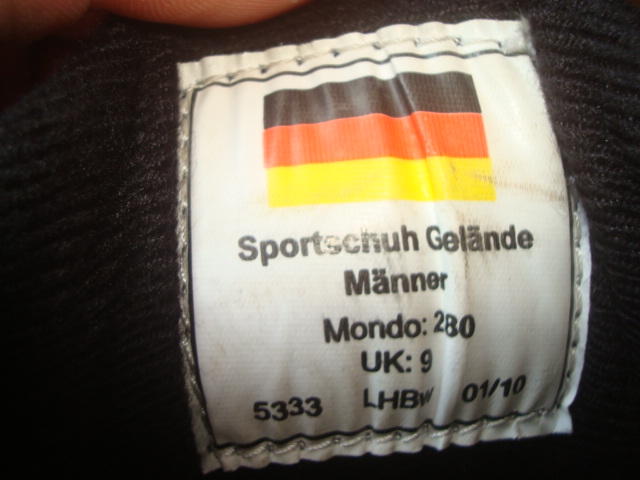 Sportschuh Gelände
Männer
Mondo: 280
UK: 9
5333 LHBw 01/10